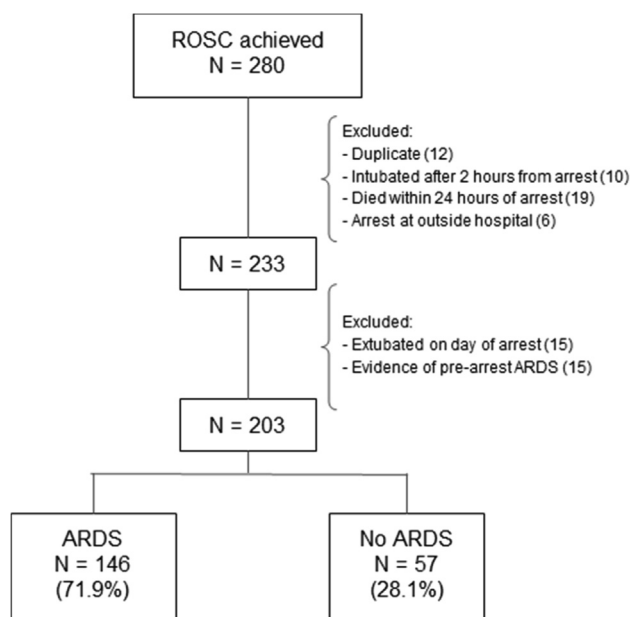 ROSC achieved
N = 280
Excluded:
- Duplicate (12)
- Intubated after 2 hours from arrest (10)
- Died within 24 hours of arrest (19)
- Arrest at outside hospital (6)
N = 233
Excluded:
- Extubated on day of arrest (15)
- Evidence of pre-arrest ARDS (15)
N = 203
ARDS
N = 146
(71.9%)
No ARDS
N = 57
(28.1%)